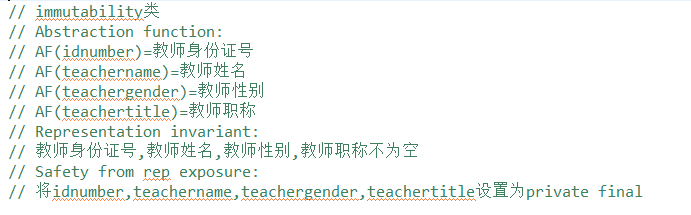 // immutability类
// Abstraction function:
// AF(idnumber)=教师身份证号
// AF(teachername)=教师姓名
// AF(teachergender)=教师性别
// AF(teachertitle)=教师职称
// Representation invariant:
// 教师身份证号,教师姓名,教师性别,教师职称不为空
// Safety from rep exposure:
// 将idnumber,teachername,teachergender,teachertitle设置为private final